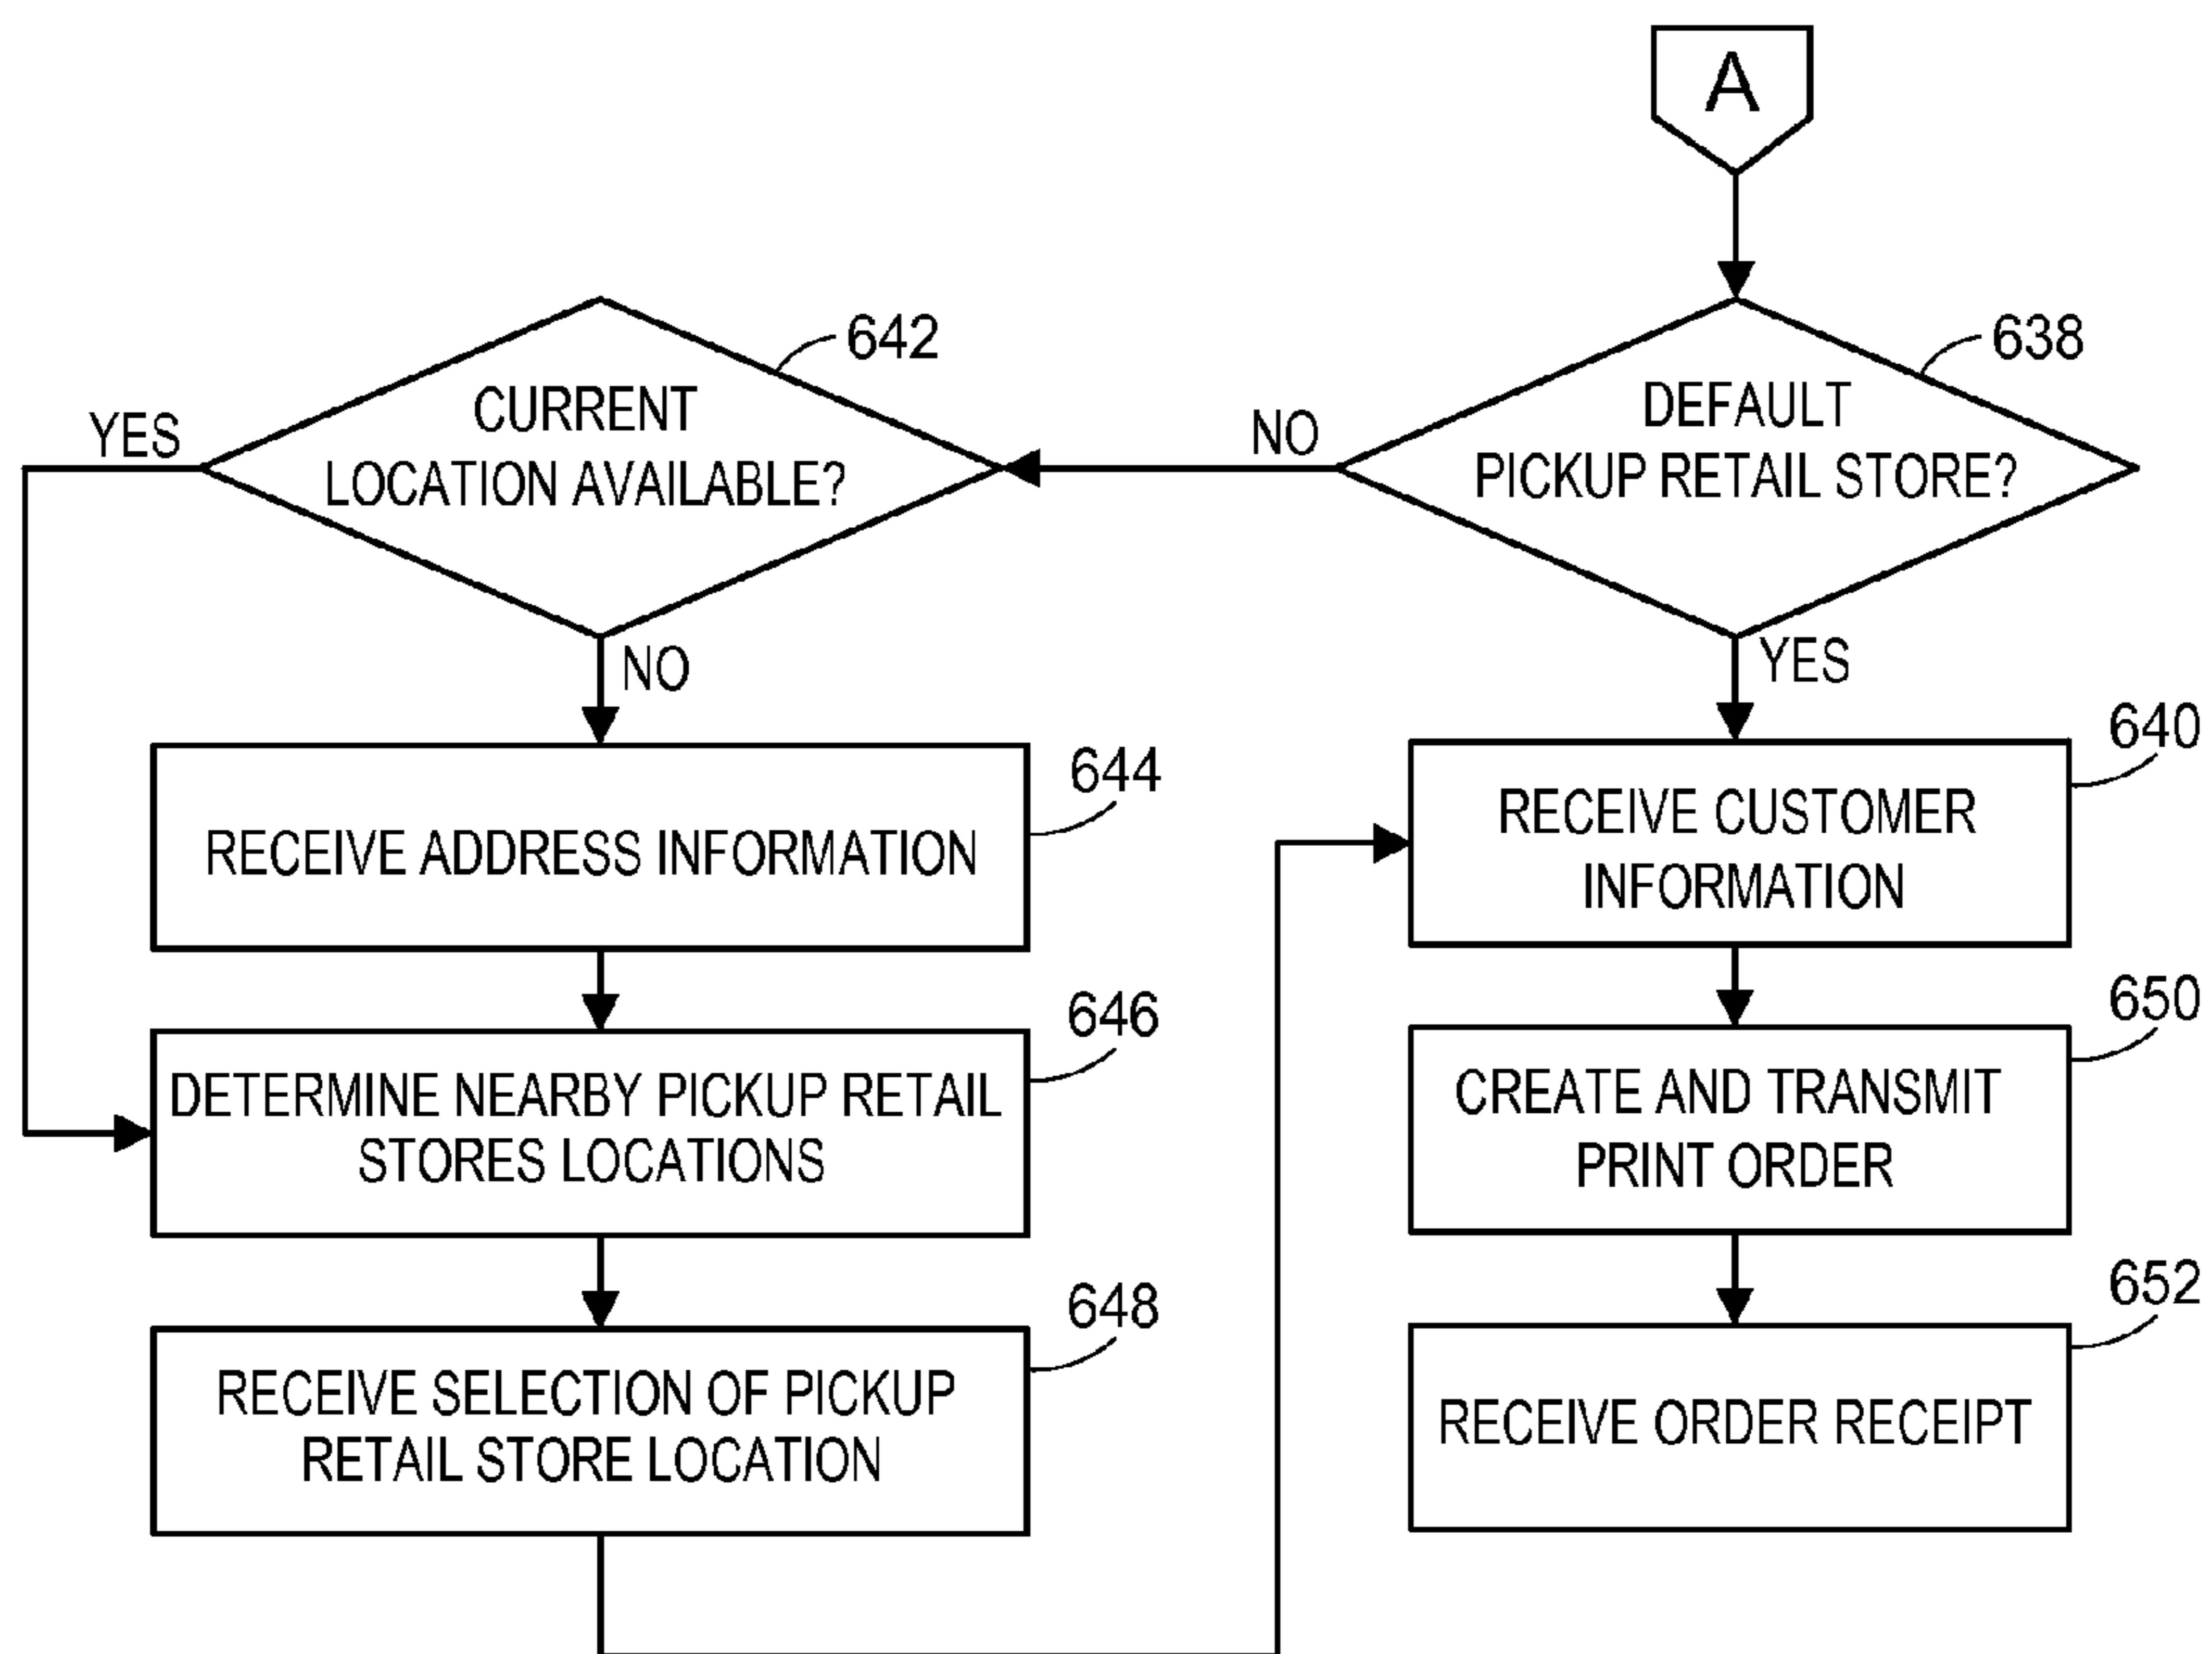 A
638
DEFAULT
PICKUP RETAIL STORE?
NO
YES
642
CURRENT
LOCATION AVAILABLE?
YES
NO
644
RECEIVE ADDRESS INFORMATION
646
DETERMINE NEARBY PICKUP RETAIL
STORES LOCATIONS
648
RECEIVE SELECTION OF PICKUP
RETAIL STORE LOCATION
640
RECEIVE CUSTOMER
INFORMATION
650
CREATE AND TRANSMIT
PRINT ORDER
652
RECEIVE ORDER RECEIPT